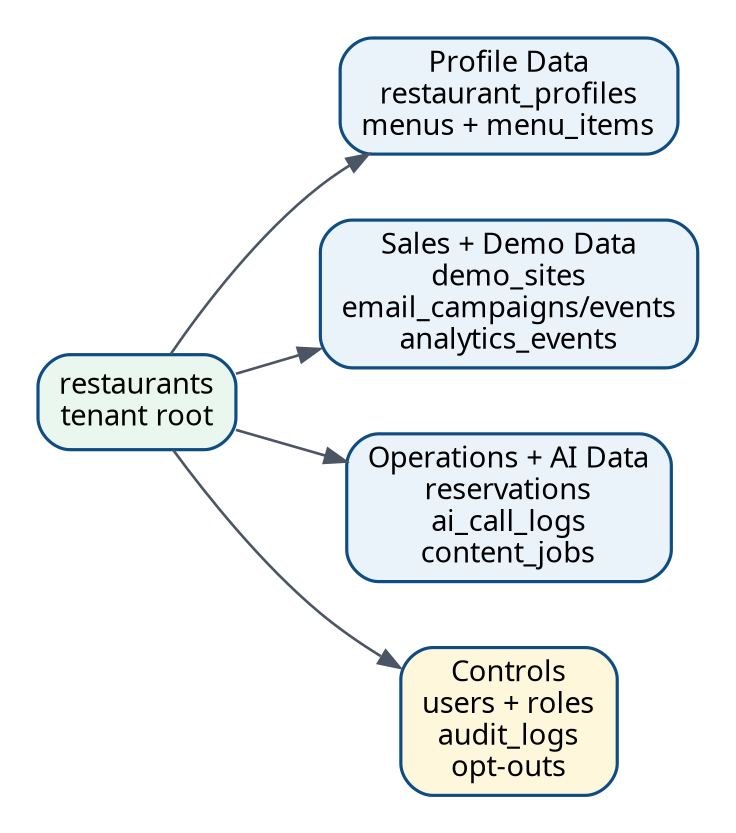 Profile Data
restaurant_profiles
menus + menu_items
Sales + Demo Data
demo_sites
email_campaigns/events
analytics_events
restaurants
tenant root
Operations + AI Data
reservations
ai_call_logs
content_jobs
Controls
users + roles
audit_logs
opt-outs